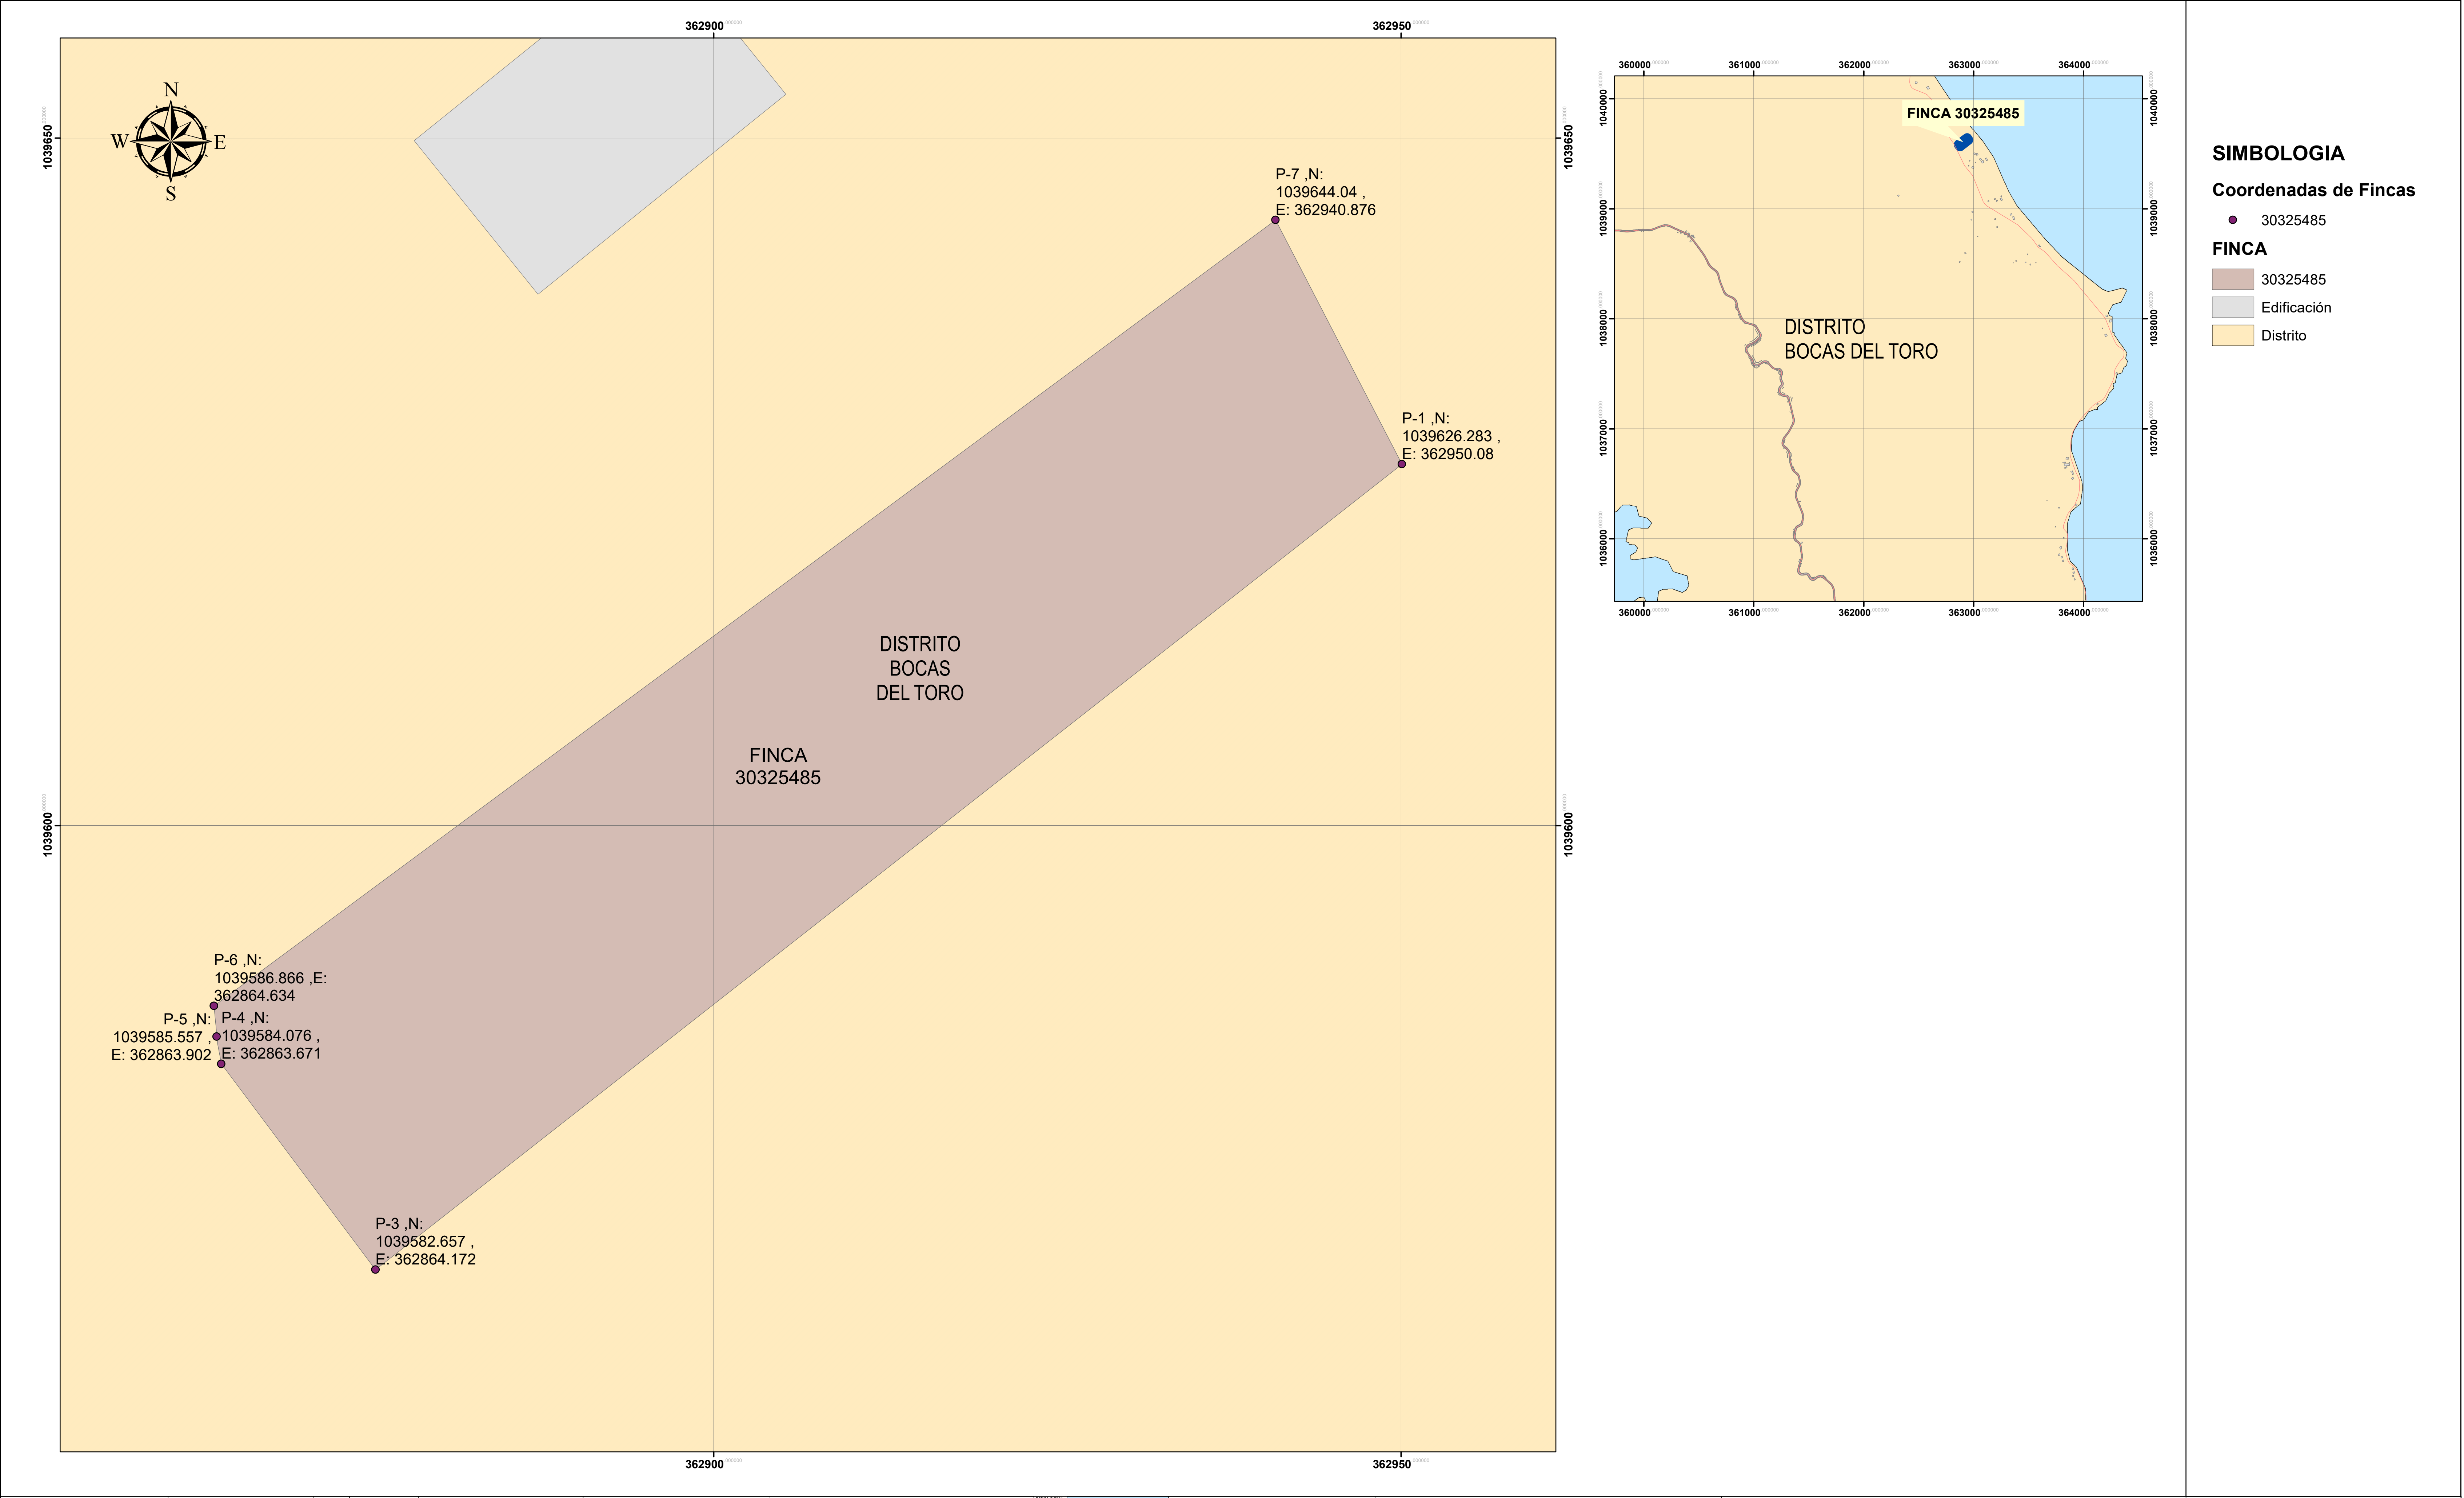 362900
362950
1039650
1039650
N
W
E
S
P-7 ,N:
1039644.04 ,
E: 362940.876
P-1 ,N:
1039626.283 ,
E: 362950.08
DISTRITO
BOCAS
DEL TORO
FINCA
30325485
1039600
1039600
P-6 ,N:
1039586.866 ,E:
362864.634
P-5 ,N:
1039585.557 ,
E: 362863.902
P-4 ,N:
1039584.076 ,
E: 362863.671
P-3 ,N:
1039582.657 ,
E: 362864.172
362900
362950
360000
361000
362000
363000
364000
1040000
1040000
FINCA 30325485
1039000
1039000
1038000
1038000
DISTRITO
BOCAS DEL TORO
1037000
1037000
1036000
1036000
360000
361000
362000
363000
364000
SIMBOLOGIA
Coordenadas de Fincas
30325485
FINCA
30325485
Edificación
Distrito